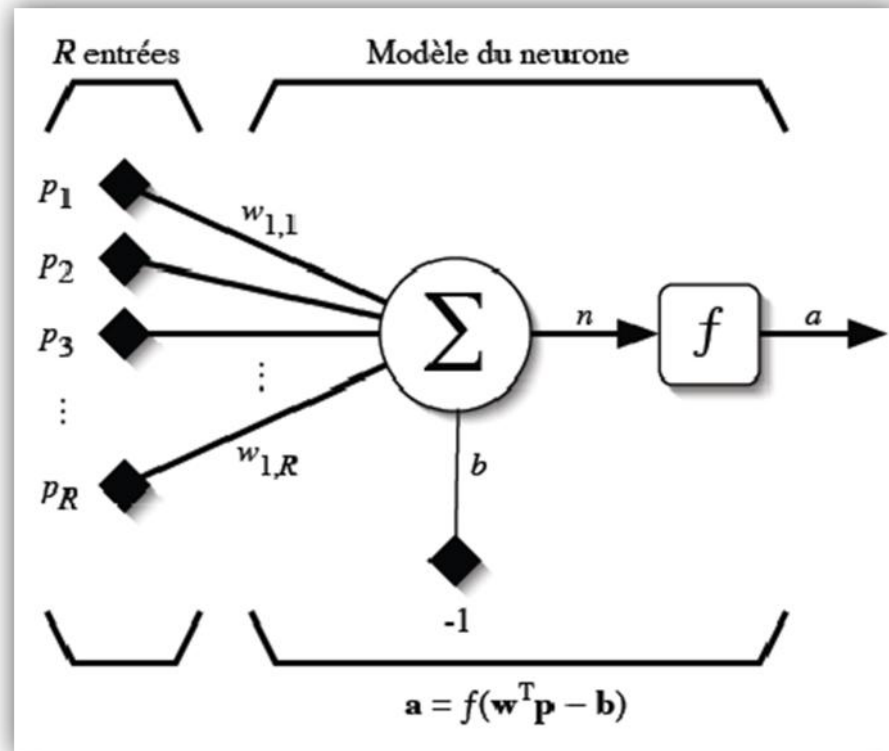 R entrées
Modèle du neurone
p1
w1,1
p2
p3
⋮
⋮
w1,R
pR
Σ
n
f
a
b
-1
a = f(wᵀp − b)